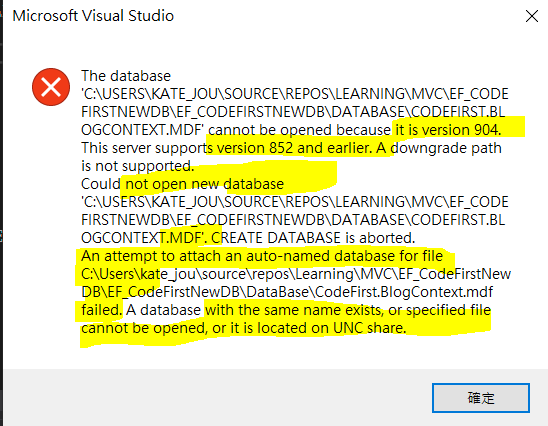 Microsoft Visual Studio
The database
'C:\USERS\KATE_JOU\SOURCE\REPOS\LEARNING\MVC\EF_CODE
FIRSTNEWDB\EF_CODEFIRSTNEWDB\DATABASE\CODEFIRST.BL
OGCONTEXT.MDF' cannot be opened because it is version 904.
This server supports version 852 and earlier. A downgrade path
is not supported.
Could not open new database
'C:\USERS\KATE_JOU\SOURCE\REPOS\LEARNING\MVC\EF_CODE
FIRSTNEWDB\EF_CODEFIRSTNEWDB\DATABASE\CODEFIRST.BL
OGCONTEXT.MDF'. CREATE DATABASE is aborted.
An attempt to attach an auto-named database for file
C:\Users\kate_jou\source\repos\Learning\MVC\EF_CodeFirstNew
DB\EF_CodeFirstNewDB\DataBase\CodeFirst.BlogContext.mdf
failed. A database with the same name exists, or specified file
cannot be opened, or it is located on UNC share.
確定